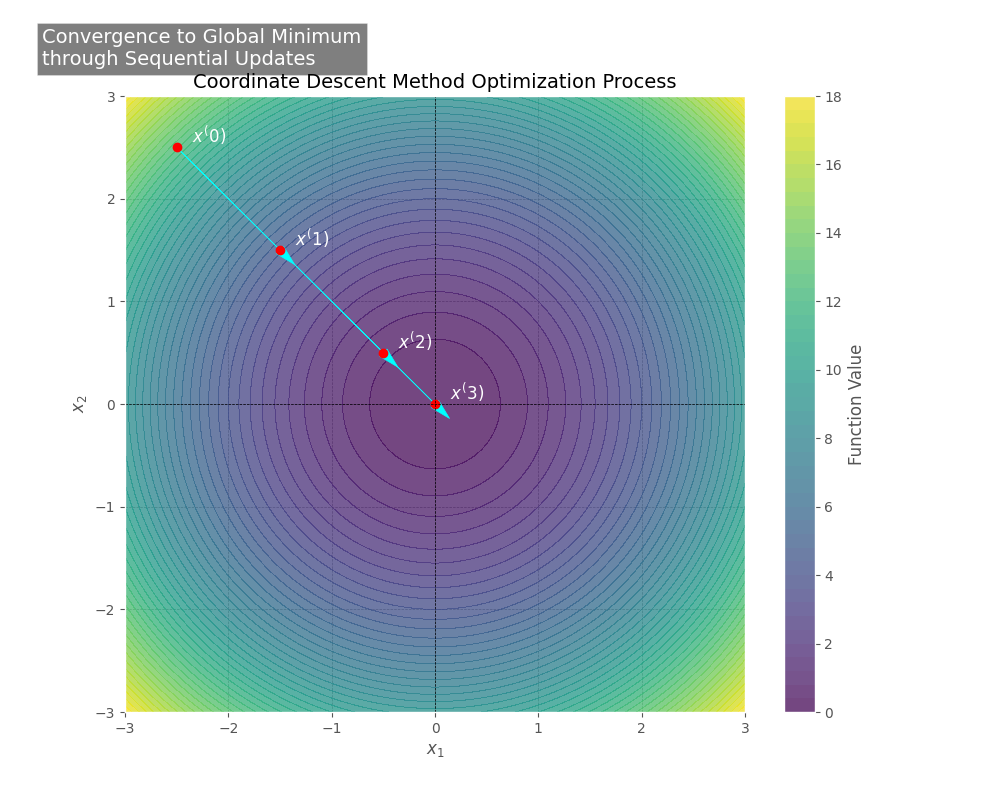 Convergence to Global Minimum
through Sequential Updates
Coordinate Descent Method Optimization Process
3
2
1
0
−1
−2
−3
x₂
x⁽0)
x⁽1)
x⁽2)
x⁽3)
−3
−2
−1
0
1
2
3
x₁
18
16
14
12
10
8
6
4
2
0
Function Value